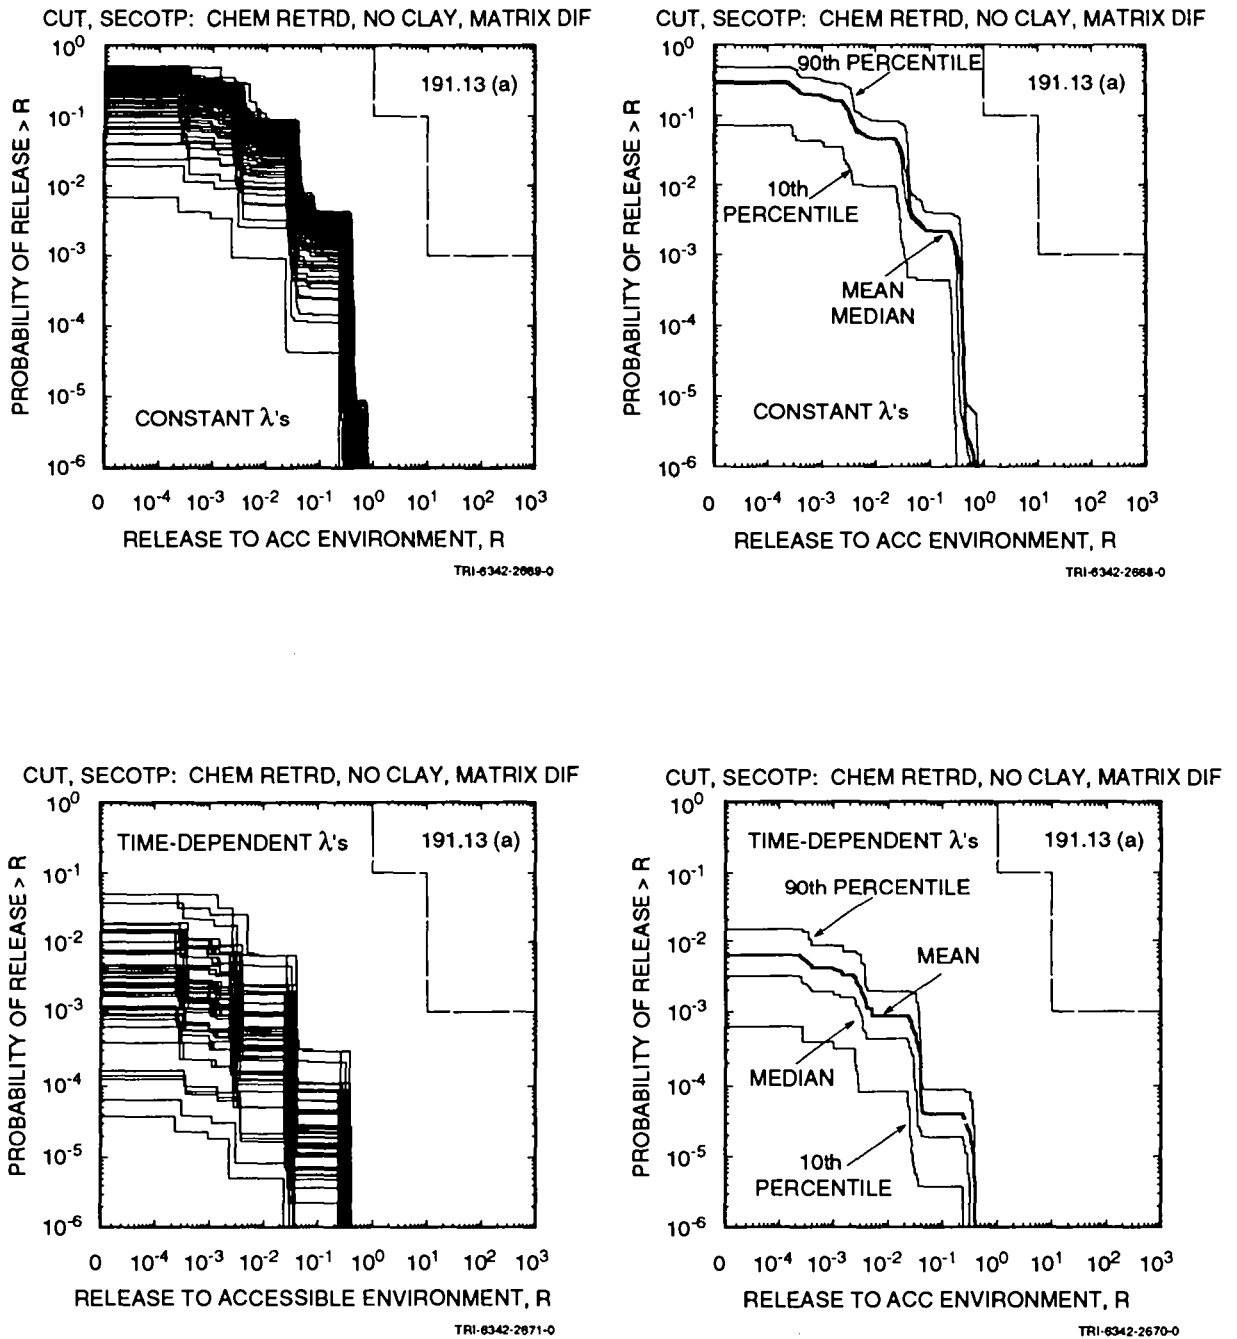 CUT, SECOTP: CHEM RETRD, NO CLAY, MATRIX DIF
10⁰
10⁻¹
10⁻²
10⁻³
10⁻⁴
10⁻⁵
10⁻⁶
PROBABILITY OF RELEASE > R
191.13 (a)
CONSTANT λ's
0 10⁻⁴ 10⁻³ 10⁻² 10⁻¹ 10⁰ 10¹ 10² 10³
RELEASE TO ACC ENVIRONMENT, R
TRI-6342-2669-0
CUT, SECOTP: CHEM RETRD, NO CLAY, MATRIX DIF
10⁰
10⁻¹
10⁻²
10⁻³
10⁻⁴
10⁻⁵
10⁻⁶
PROBABILITY OF RELEASE > R
90th PERCENTILE
191.13 (a)
10th
PERCENTILE
MEAN
MEDIAN
CONSTANT λ's
0 10⁻⁴ 10⁻³ 10⁻² 10⁻¹ 10⁰ 10¹ 10² 10³
RELEASE TO ACC ENVIRONMENT, R
TRI-6342-2668-0
CUT, SECOTP: CHEM RETRD, NO CLAY, MATRIX DIF
10⁰
10⁻¹
10⁻²
10⁻³
10⁻⁴
10⁻⁵
10⁻⁶
PROBABILITY OF RELEASE > R
TIME-DEPENDENT λ's
191.13 (a)
0 10⁻⁴ 10⁻³ 10⁻² 10⁻¹ 10⁰ 10¹ 10² 10³
RELEASE TO ACCESSIBLE ENVIRONMENT, R
TRI-6342-2671-0
CUT, SECOTP: CHEM RETRD, NO CLAY, MATRIX DIF
10⁰
10⁻¹
10⁻²
10⁻³
10⁻⁴
10⁻⁵
10⁻⁶
PROBABILITY OF RELEASE > R
TIME-DEPENDENT λ's
191.13 (a)
90th PERCENTILE
MEAN
MEDIAN
10th
PERCENTILE
0 10⁻⁴ 10⁻³ 10⁻² 10⁻¹ 10⁰ 10¹ 10² 10³
RELEASE TO ACC ENVIRONMENT, R
TRI-6342-2670-0